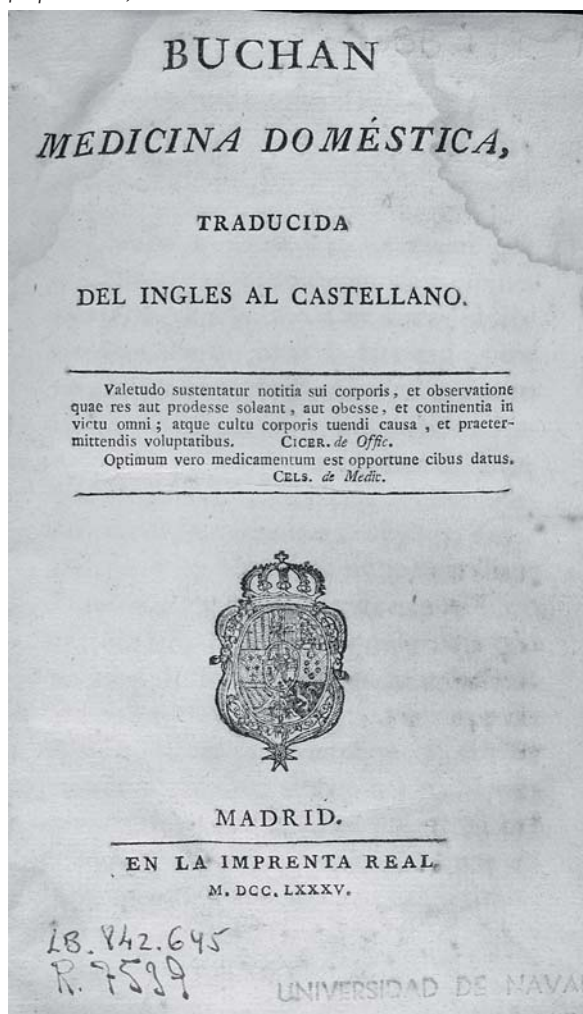 BUCHAN
MEDICINA DOMÉSTICA,
TRADUCIDA
DEL INGLES AL CASTELLANO.
Valetudo sustentatur notitia sui corporis, et observatione
quae res aut prodesse soleant, aut obesse, et continentia in
victu omni; atque cultu corporis tuendi causa, et praeter-
mittendis voluptatibus. CICER. de Offic.
Optimum vero medicamentum est opportune cibus datus.
CELS. de Medic.
MADRID.
EN LA IMPRENTA REAL.
M. DCC. LXXXV.
LB. 842.645
R. 7599
UNIVERSIDAD DE NAVA